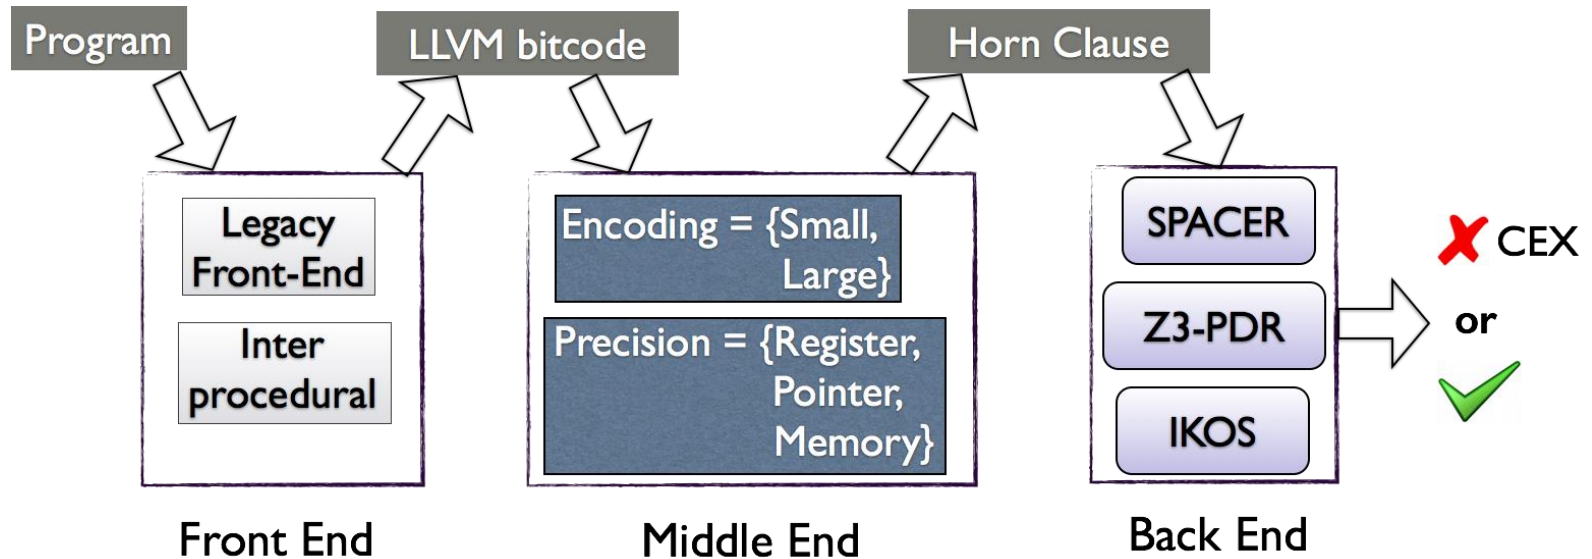 Program
LLVM bitcode
Horn Clause
Legacy
Front-End
Inter
procedural
Front End
Encoding = {Small,
Large}
Precision = {Register,
Pointer,
Memory}
Middle End
SPACER
Z3-PDR
IKOS
Back End
CEX
or